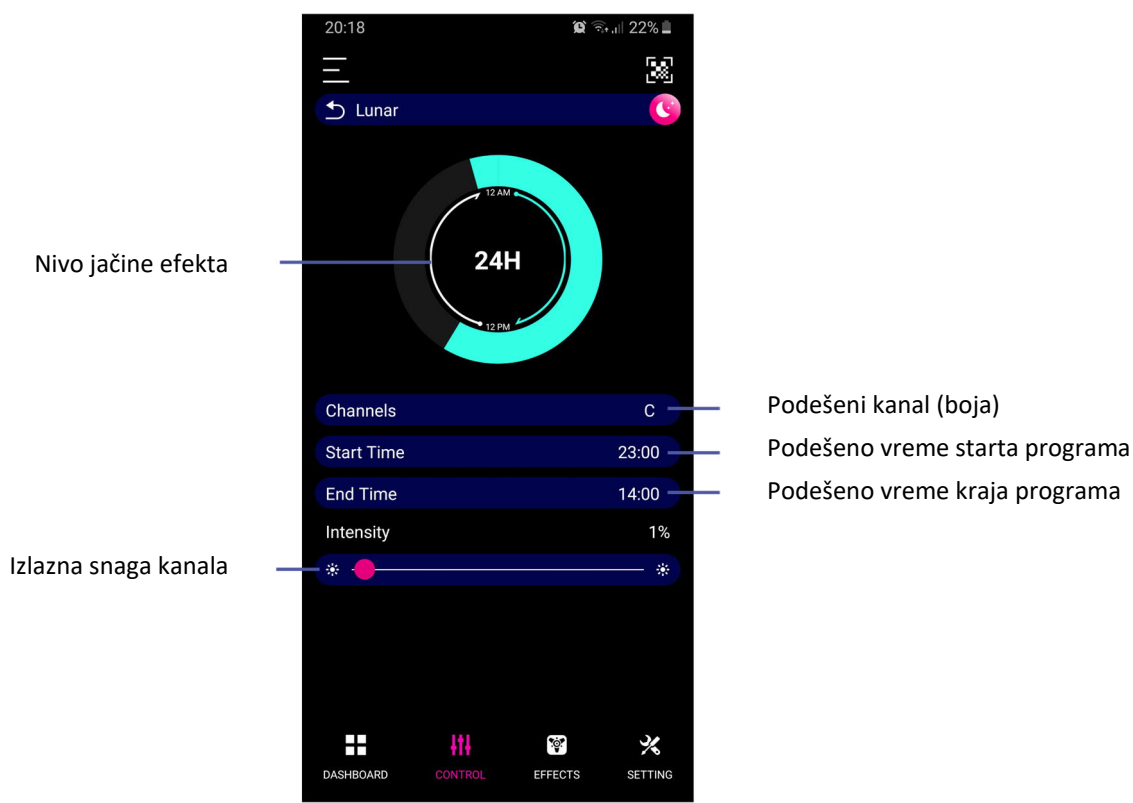 20:18 22%
Lunar
12 AM
Nivo jačine efekta
24H
12 PM
Channels C
Podešeni kanal (boja)
Start Time 23:00
Podešeno vreme starta programa
End Time 14:00
Podešeno vreme kraja programa
Intensity 1%
Izlazna snaga kanala
DASHBOARD CONTROL EFFECTS SETTING